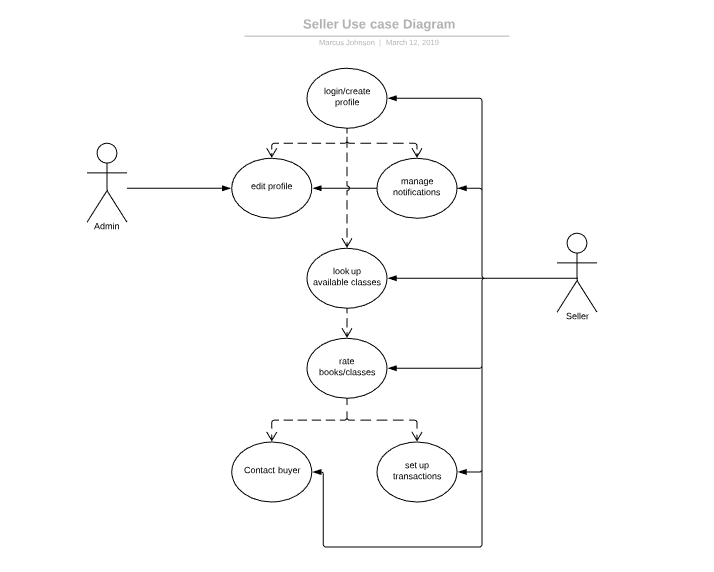 Seller Use case Diagram
Marcus Johnson | March 12, 2019
login/create
profile
edit profile
manage
notifications
Admin
look up
available classes
Seller
rate
books/classes
Contact buyer
set up
transactions